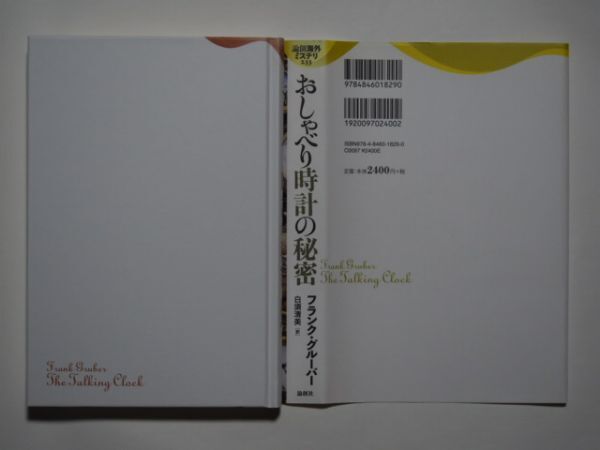 Frank Gruber
The Talking Clock
論創海外
ミステリ
233
おしゃべり時計の秘密
フランク・グルーバー
白須清美 [訳]
論創社
9784846018290
1920097024002
ISBN978-4-8460-1829-0
C0097 ¥2400E
定価:本体2400円+税
Frank Gruber
The Talking Clock